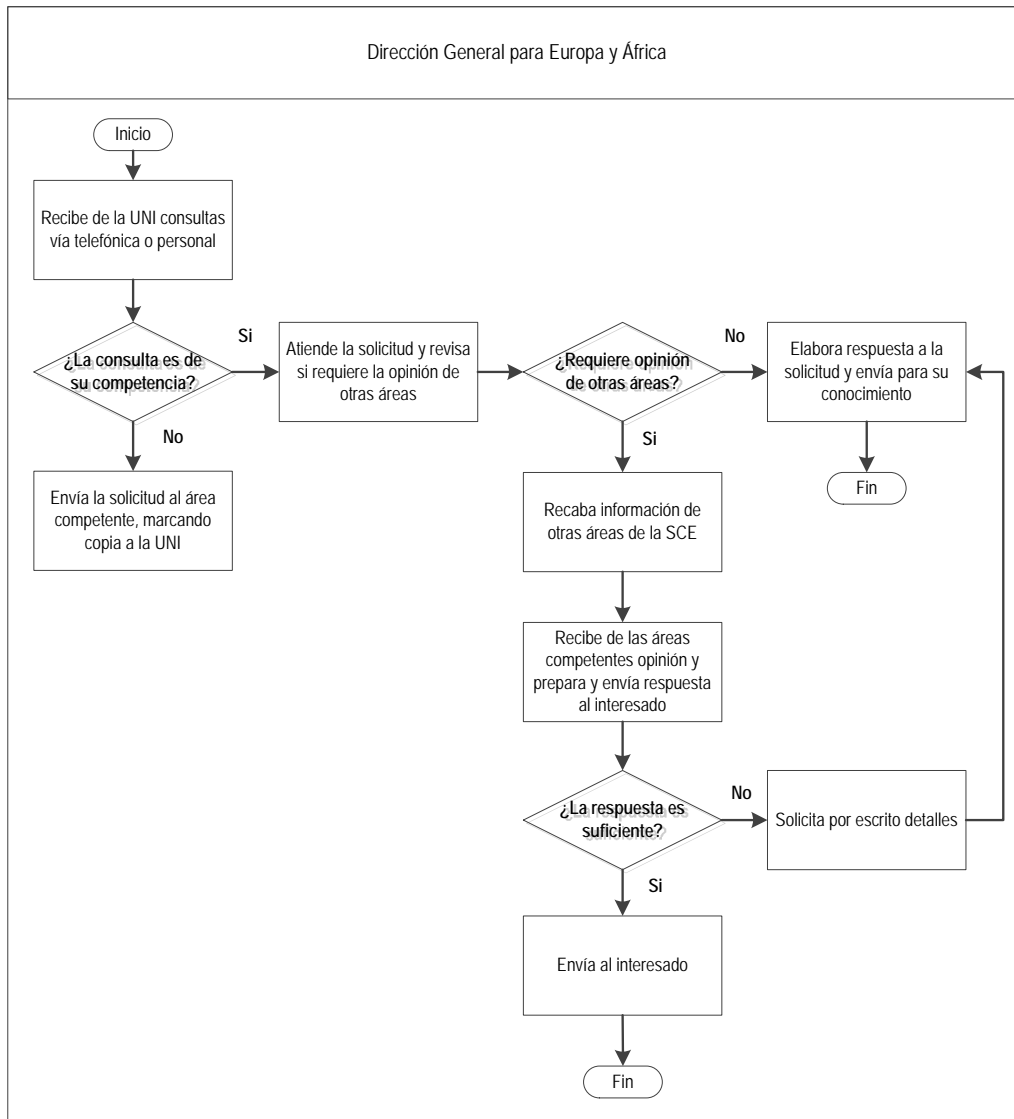 Dirección General para Europa y África
Inicio
Recibe de la UNI consultas
vía telefónica o personal
¿La consulta es de
su competencia?
Si
No
Envía la solicitud al área
competente, marcando
copia a la UNI
Atiende la solicitud y revisa
si requiere la opinión de
otras áreas
¿Requiere opinión
de otras áreas?
No
Elabora respuesta a la
solicitud y envía para su
conocimiento
Fin
Si
Recaba información de
otras áreas de la SCE
Recibe de las áreas
competentes opinión y
prepara y envía respuesta
al interesado
¿La respuesta es
suficiente?
No
Solicita por escrito detalles
Si
Envía al interesado
Fin